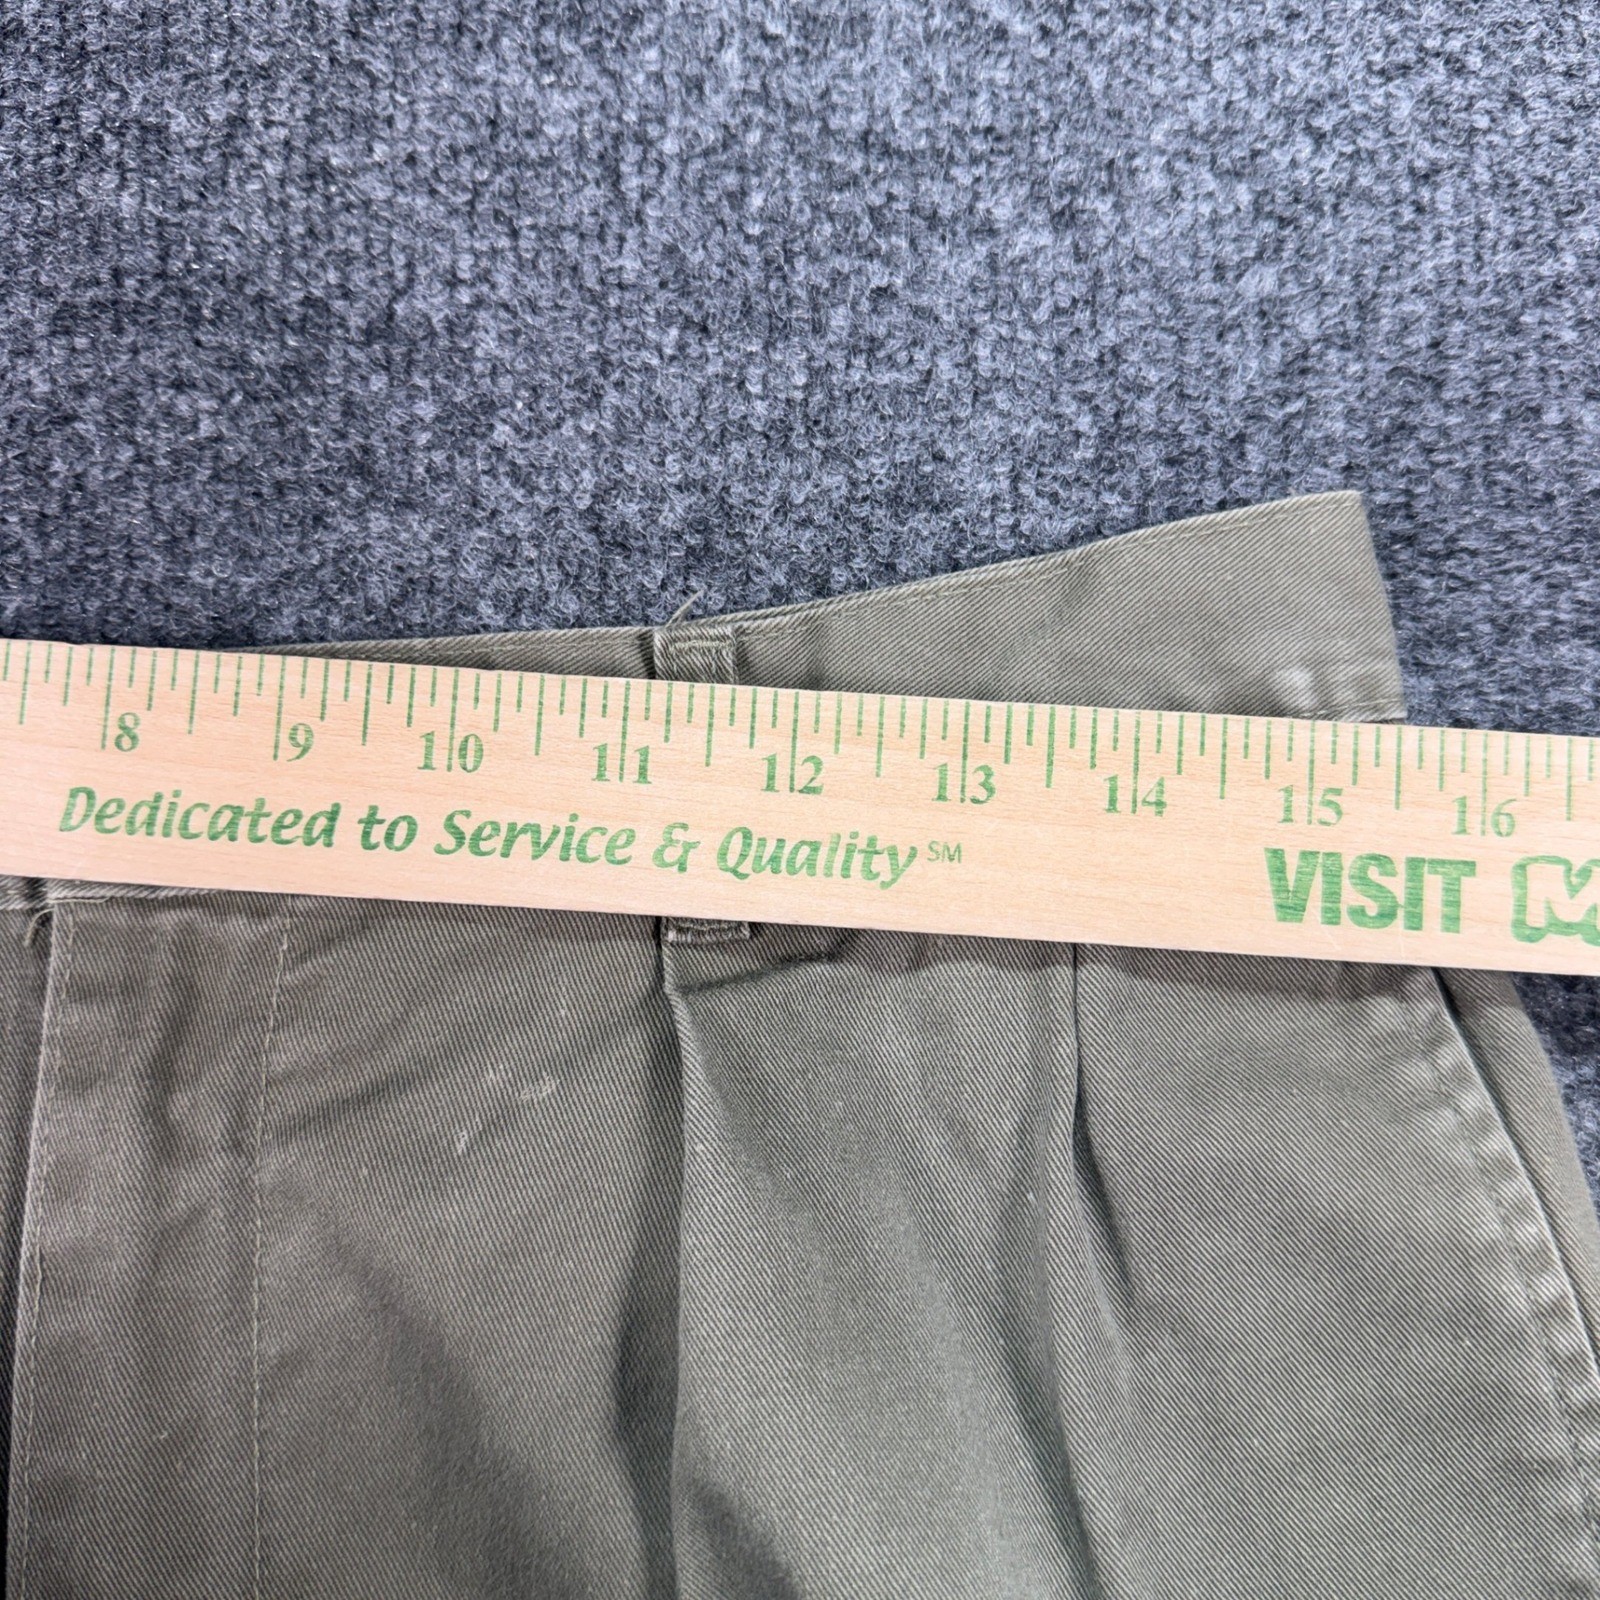 8 9 10 11 12 13 14 15 16
Dedicated to Service & Quality SM
VISIT